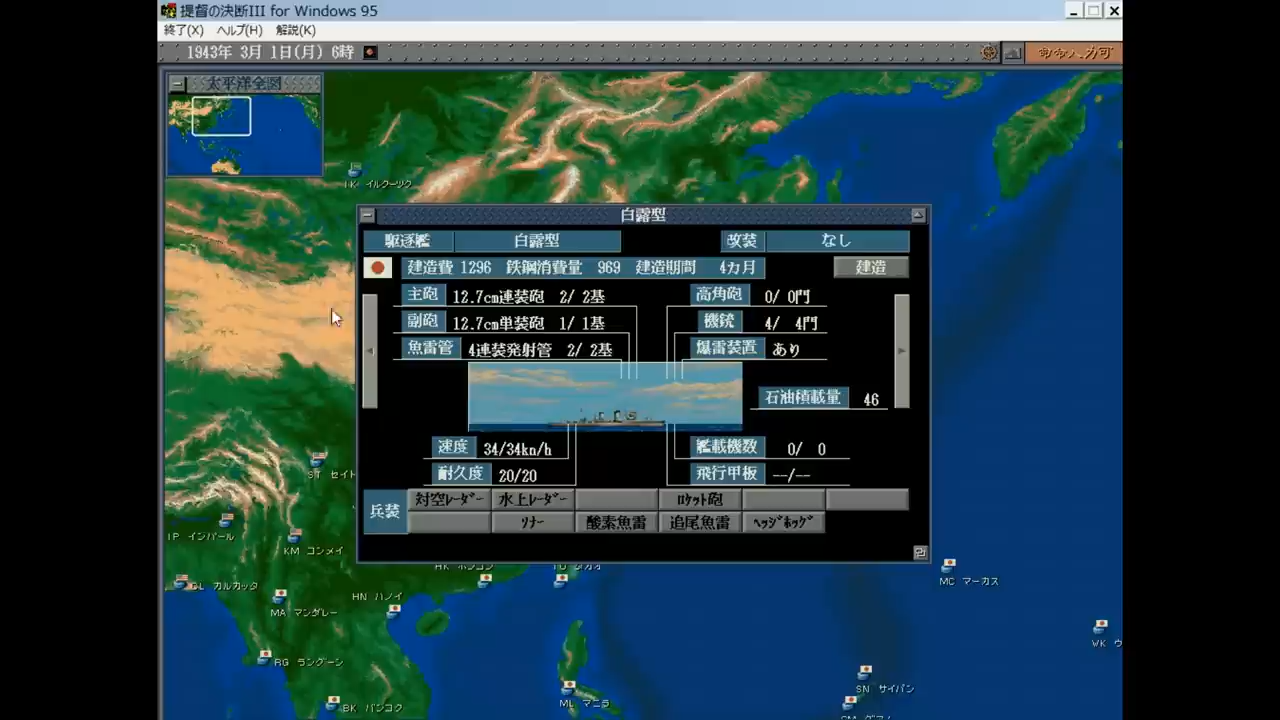 提督の決断III for Windows 95
終了(X) ヘルプ(H) 解説(K)
1943年 3月 1日(月) 6時
命令入力可
太平洋全図
IK イルクーツク
白露型
駆逐艦 白露型 改装 なし
建造費 1296 鉄鋼消費量 969 建造期間 4カ月 建造
主砲 12.7cm連装砲 2/ 2基 高角砲 0/ 0門
副砲 12.7cm単装砲 1/ 1基 機銃 4/ 4門
魚雷管 4連装発射管 2/ 2基 爆雷装置 あり
石油積載量 46
速度 34/34kn/h 艦載機数 0/ 0
耐久度 20/20 飛行甲板 --/--
兵装 対空ﾚｰﾀﾞｰ 水上ﾚｰﾀﾞｰ ﾛｹｯﾄ砲
ｿﾅｰ 酸素魚雷 追尾魚雷 ﾍｯｼﾞﾎｯｸﾞ
ST セイト
IP インパール
KM コンメイ
CL カルカッタ
HN ハノイ
MA マンダレー
RG ラングーン
BK バンコク
ML マニラ
MC マーカス
WK ウ
SN サイパン